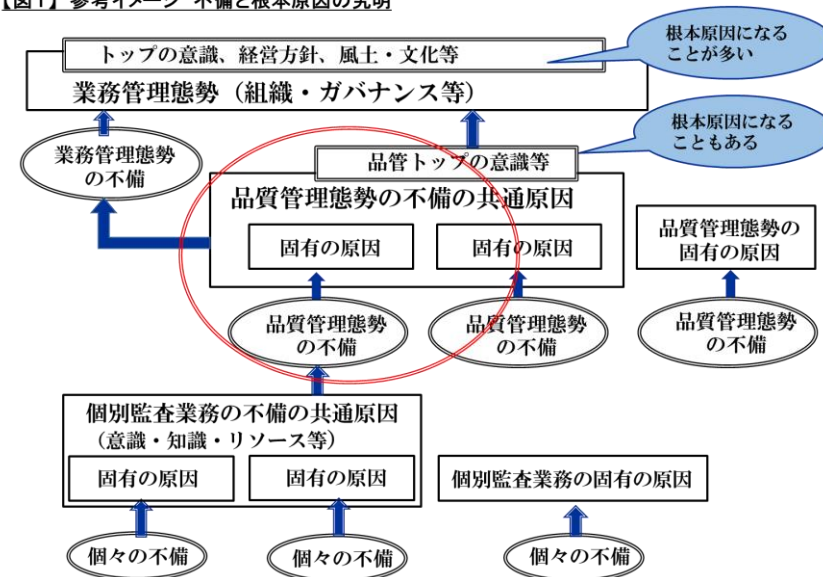 【図1】 参考イメージ 不備と根本原因の究明
トップの意識、経営方針、風土・文化等
根本原因になる
ことが多い
業務管理態勢（組織・ガバナンス等）
根本原因になる
こともある
業務管理態勢
の不備
品管トップの意識等
品質管理態勢の不備の共通原因
固有の原因
固有の原因
品質管理態勢の
固有の原因
品質管理態勢
の不備
品質管理態勢
の不備
品質管理態勢
の不備
個別監査業務の不備の共通原因
（意識・知識・リソース等）
固有の原因
固有の原因
個別監査業務の固有の原因
個々の不備
個々の不備
個々の不備